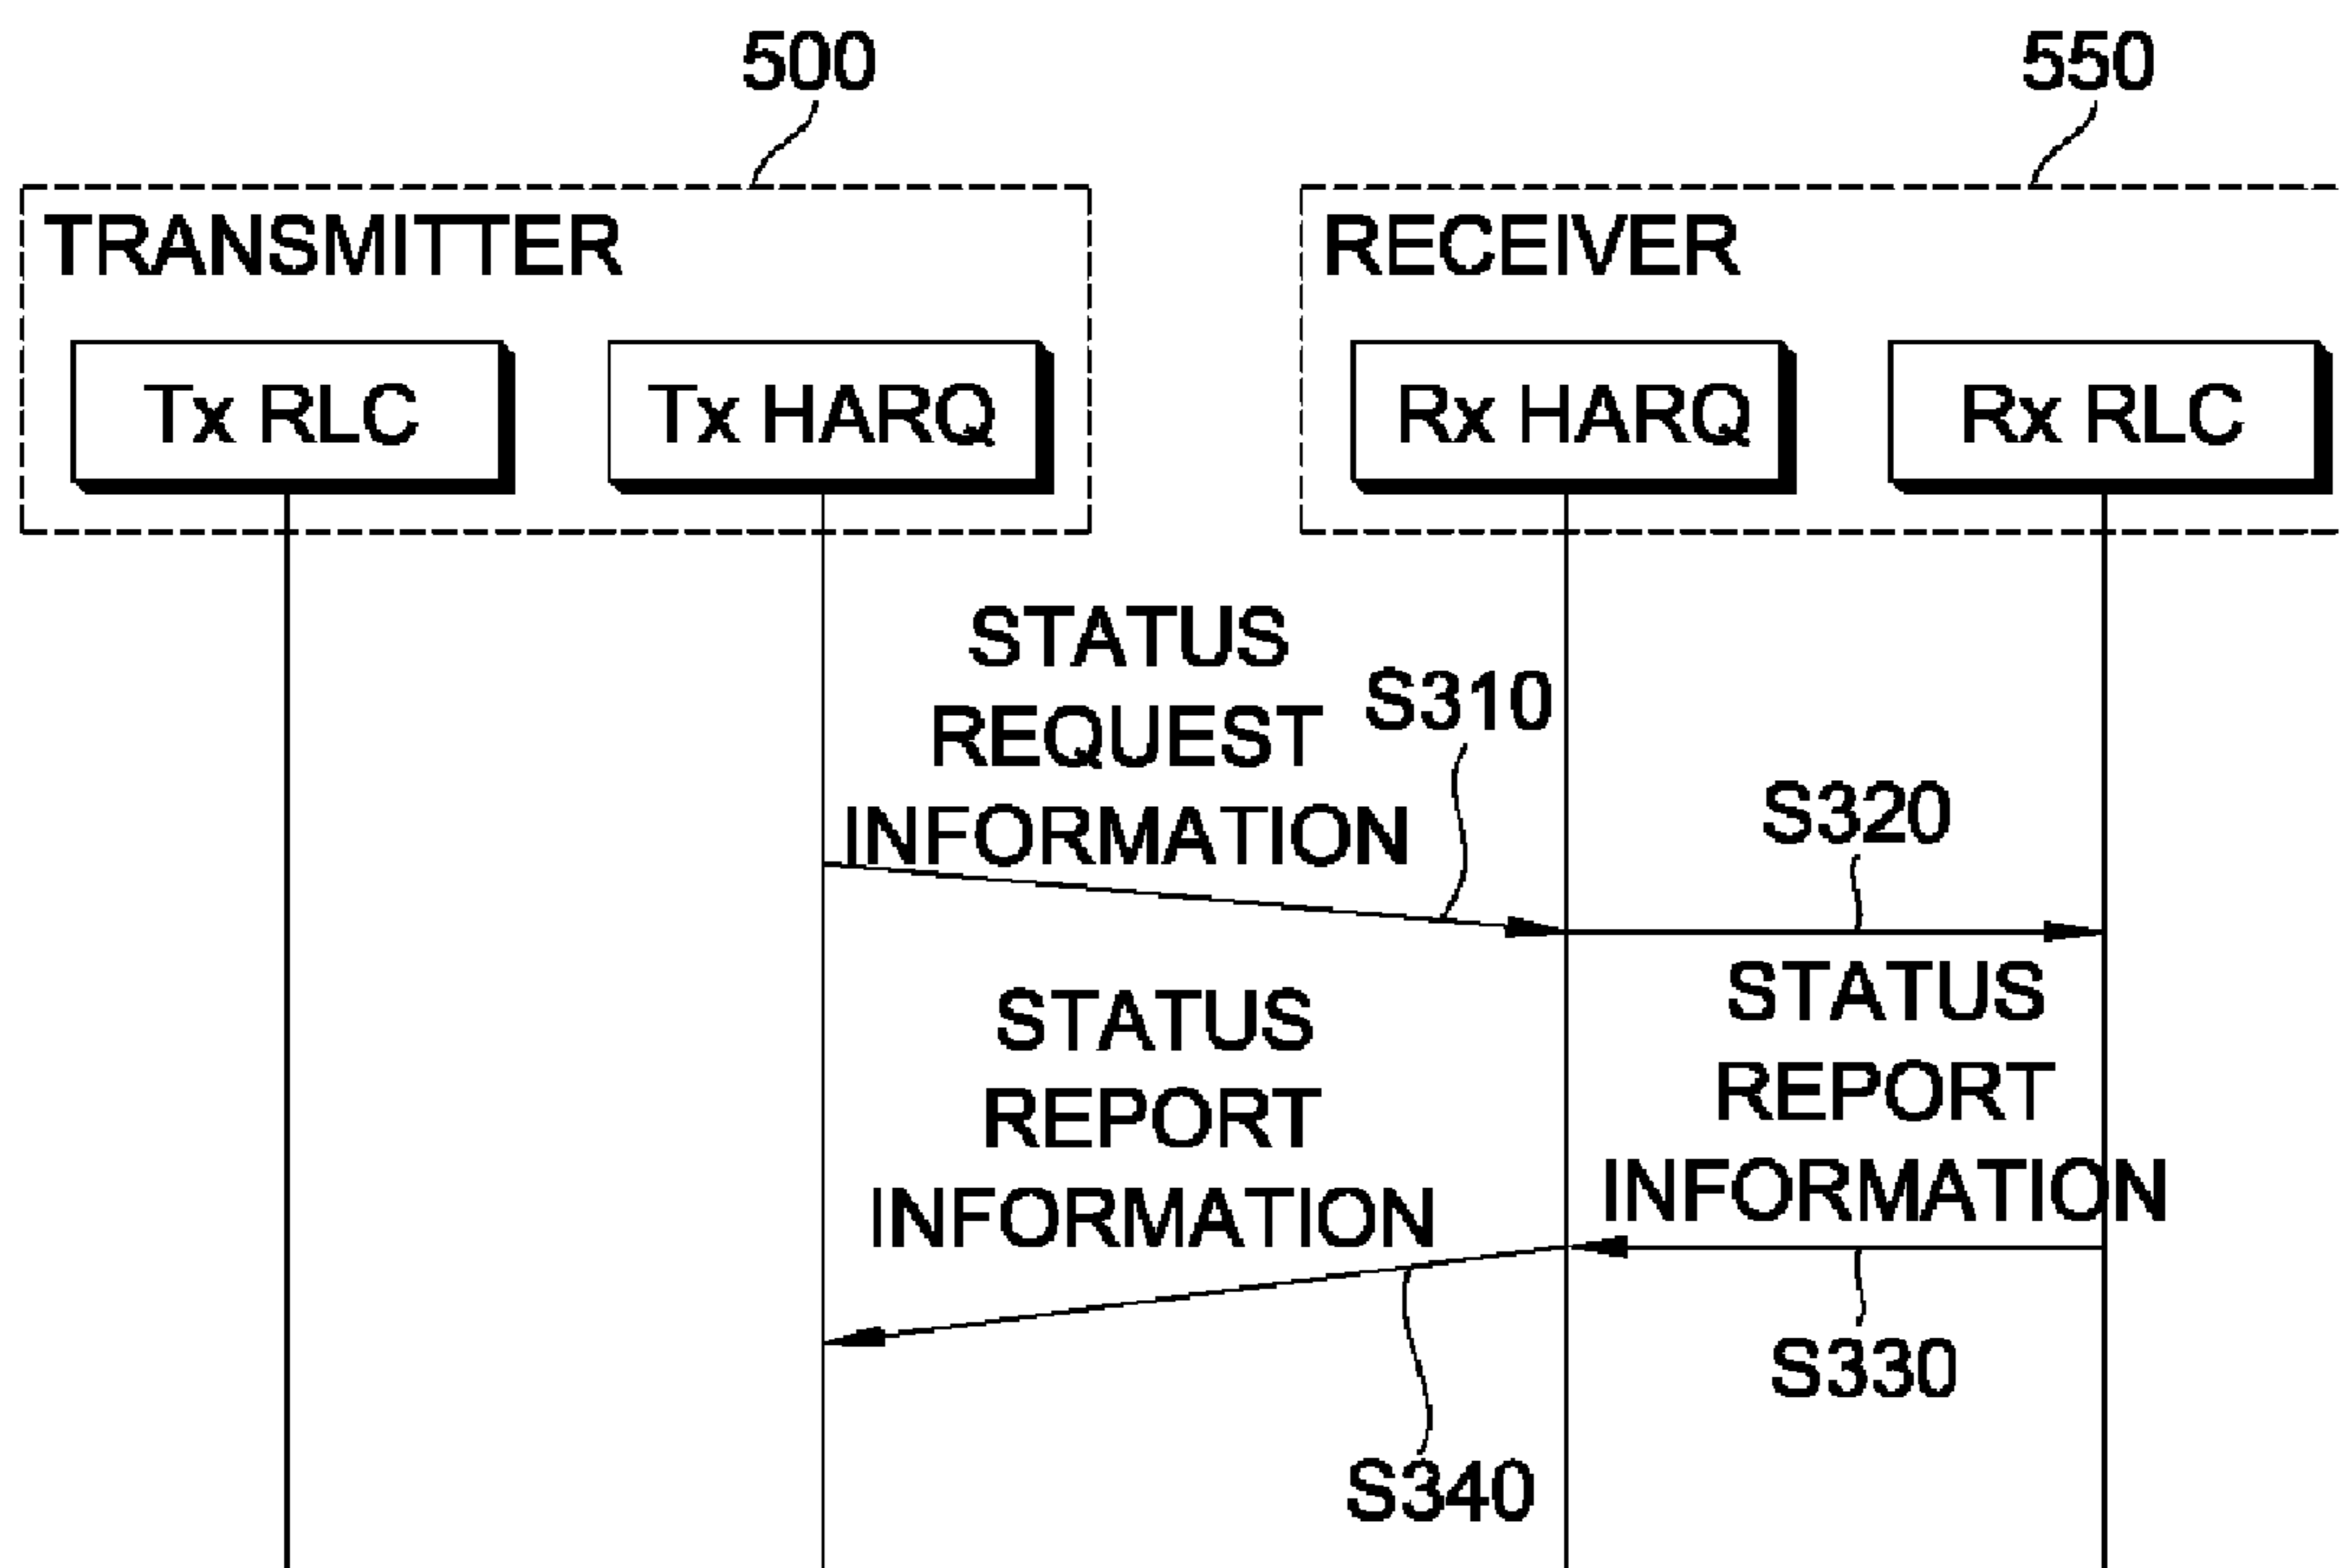 500
550
TRANSMITTER
RECEIVER
Tx RLC
Tx HARQ
Rx HARQ
Rx RLC
STATUS
REQUEST
INFORMATION
S310
S320
STATUS
REPORT
INFORMATION
STATUS
REPORT
INFORMATION
S330
S340